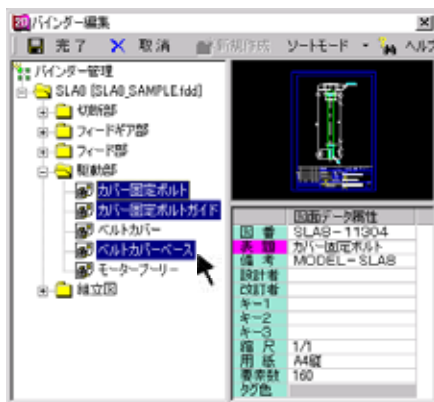 バインダー編集
完了 取消 新規作成 ソートモード ヘルフ
バインダー管理
SLA8 [SLA8_SAMPLE.fdd]
切断部
フィードギア部
フィード部
駆動部
カバー固定ボルト
カバー固定ボルトガイド
ベルトカバー
ベルトカバーベース
モータープーリー
組立図
図面データ属性
図番 SLA8-11304
表題 カバー固定ボルト
備考 MODEL-SLA8
設計者
改訂者
キー1
キー2
キー3
縮尺 1/1
用紙 A4縦
要素数 160
タグ色